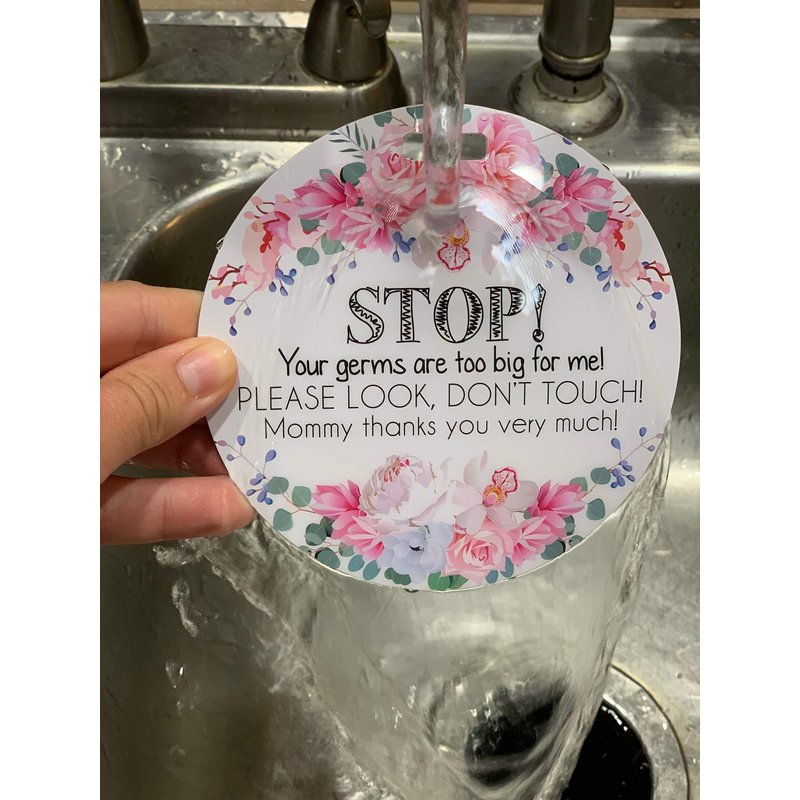 STOP!
Your germs are too big for me!
PLEASE LOOK, DON'T TOUCH!
Mommy thanks you very much!